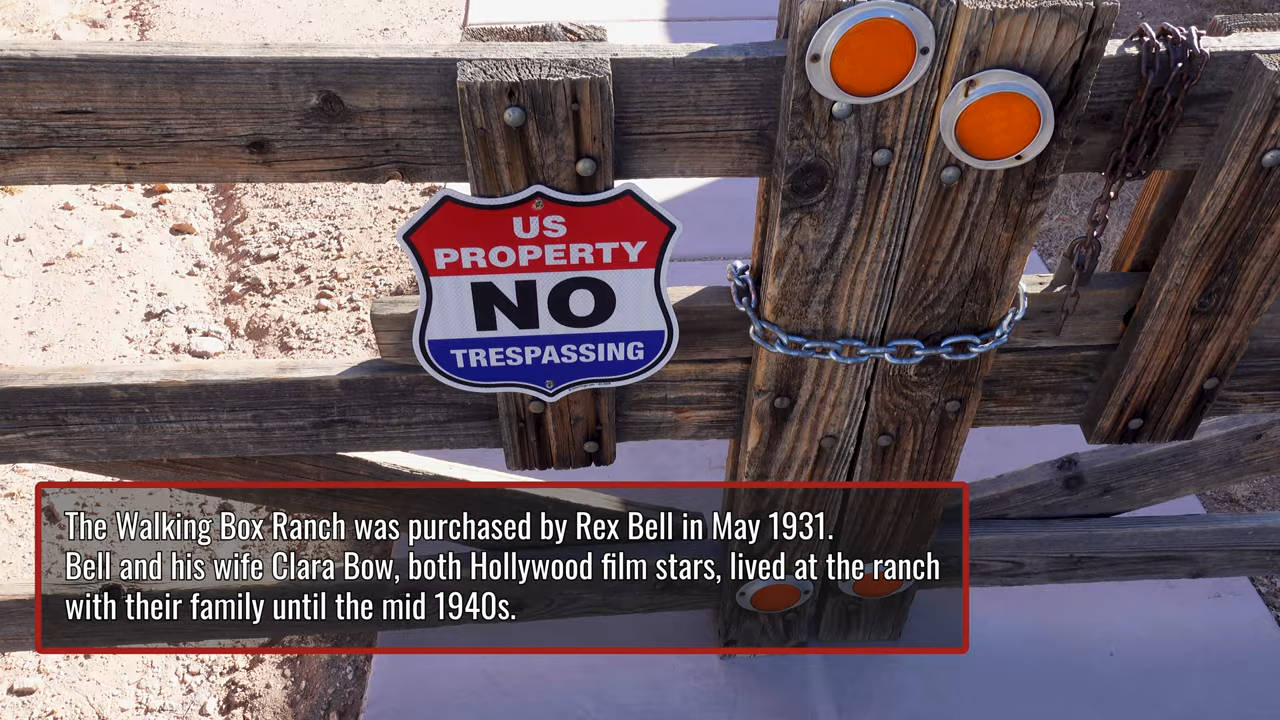 US
PROPERTY
NO
TRESPASSING
The Walking Box Ranch was purchased by Rex Bell in May 1931.
Bell and his wife Clara Bow, both Hollywood film stars, lived at the ranch
with their family until the mid 1940s.